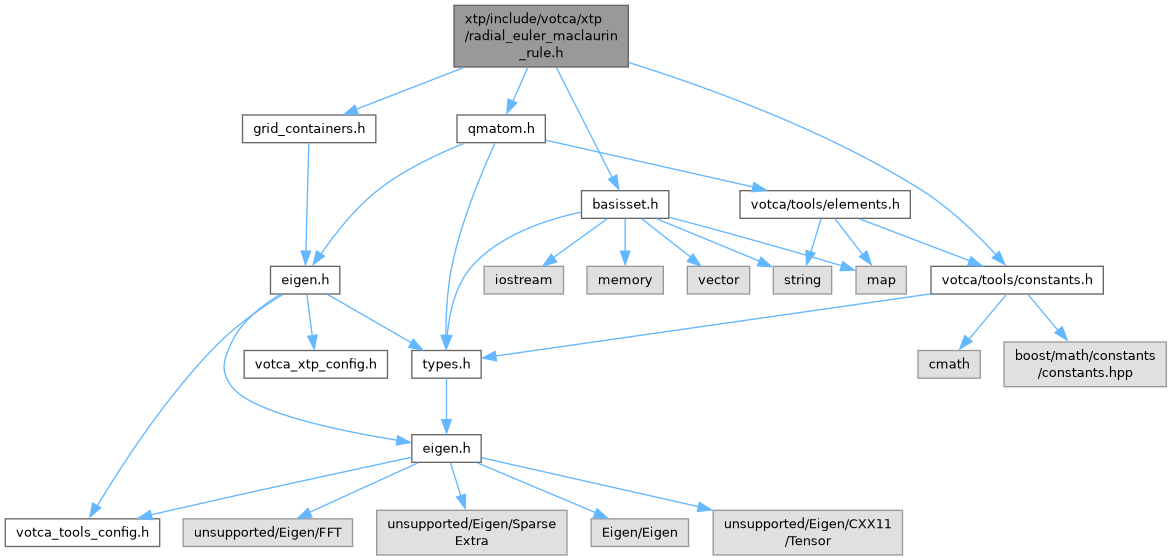 xtp/include/votca/xtp
/radial_euler_maclaurin
_rule.h
grid_containers.h
qmatom.h
basisset.h
votca/tools/elements.h
eigen.h
iostream
memory
vector
string
map
votca/tools/constants.h
votca_xtp_config.h
types.h
cmath
boost/math/constants
/constants.hpp
eigen.h
votca_tools_config.h
unsupported/Eigen/FFT
unsupported/Eigen/Sparse
Extra
Eigen/Eigen
unsupported/Eigen/CXX11
/Tensor